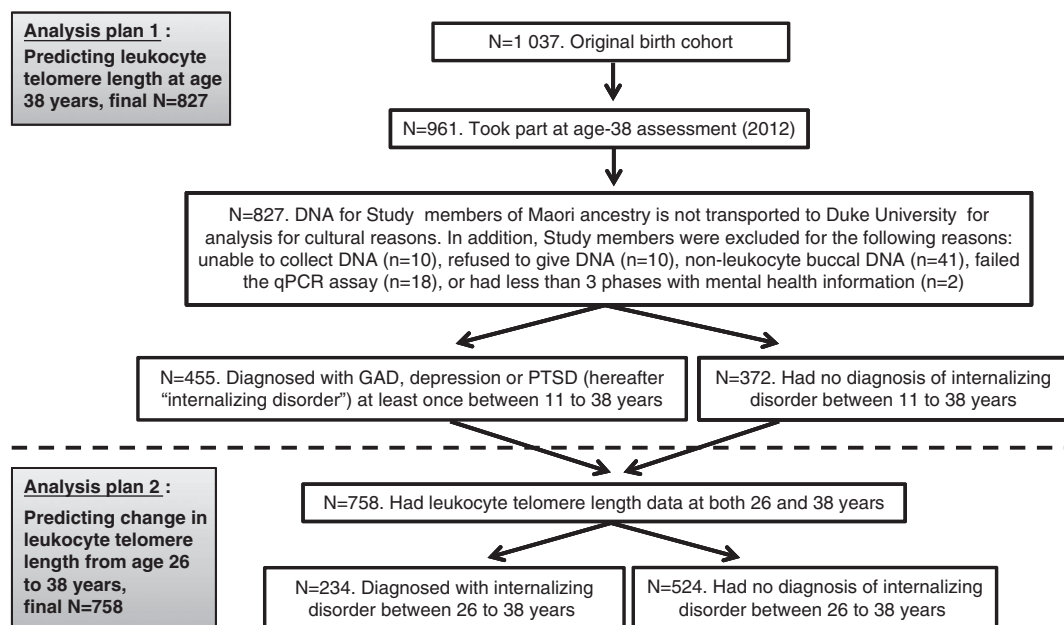 Analysis plan 1 :
Predicting leukocyte
telomere length at age
38 years, final N=827
N=1 037. Original birth cohort
N=961. Took part at age-38 assessment (2012)
N=827. DNA for Study members of Maori ancestry is not transported to Duke University for
analysis for cultural reasons. In addition, Study members were excluded for the following reasons:
unable to collect DNA (n=10), refused to give DNA (n=10), non-leukocyte buccal DNA (n=41), failed
the qPCR assay (n=18), or had less than 3 phases with mental health information (n=2)
N=455. Diagnosed with GAD, depression or PTSD (hereafter
“internalizing disorder”) at least once between 11 to 38 years
N=372. Had no diagnosis of internalizing
disorder between 11 to 38 years
Analysis plan 2 :
Predicting change in
leukocyte telomere
length from age 26
to 38 years,
final N=758
N=758. Had leukocyte telomere length data at both 26 and 38 years
N=234. Diagnosed with internalizing
disorder between 26 to 38 years
N=524. Had no diagnosis of internalizing
disorder between 26 to 38 years